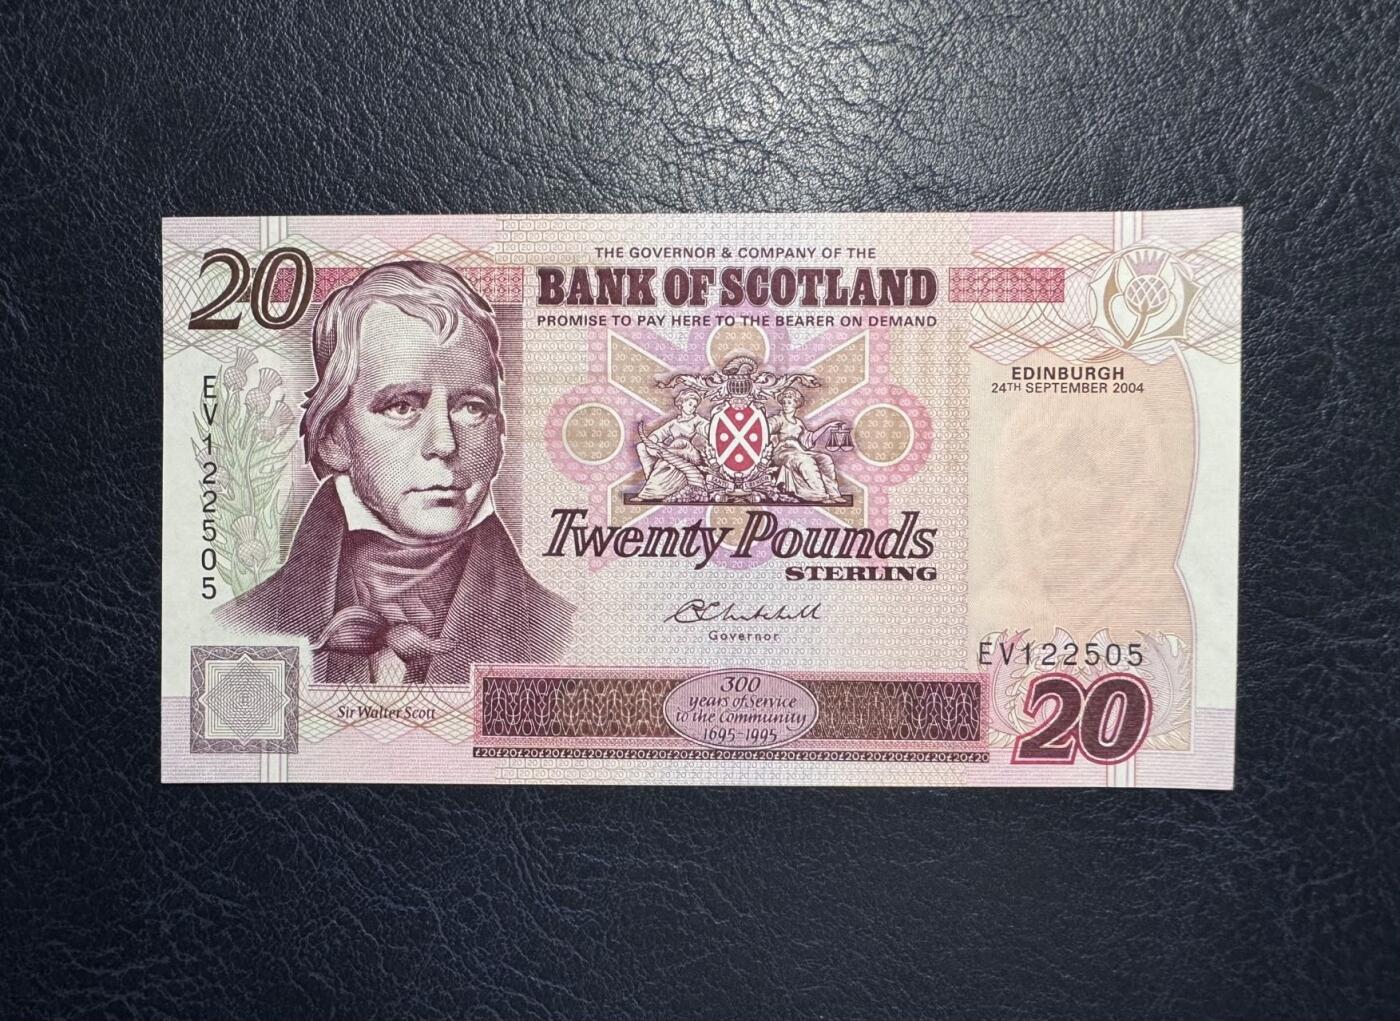 20
THE GOVERNOR & COMPANY OF THE
BANK OF SCOTLAND
PROMISE TO PAY HERE TO THE BEARER ON DEMAND
EDINBURGH
24TH SEPTEMBER 2004
EV122505
Twenty Pounds
STERLING
Governor
EV122505
20
Sir Walter Scott
300
years of Service
to the Community
1695-1995